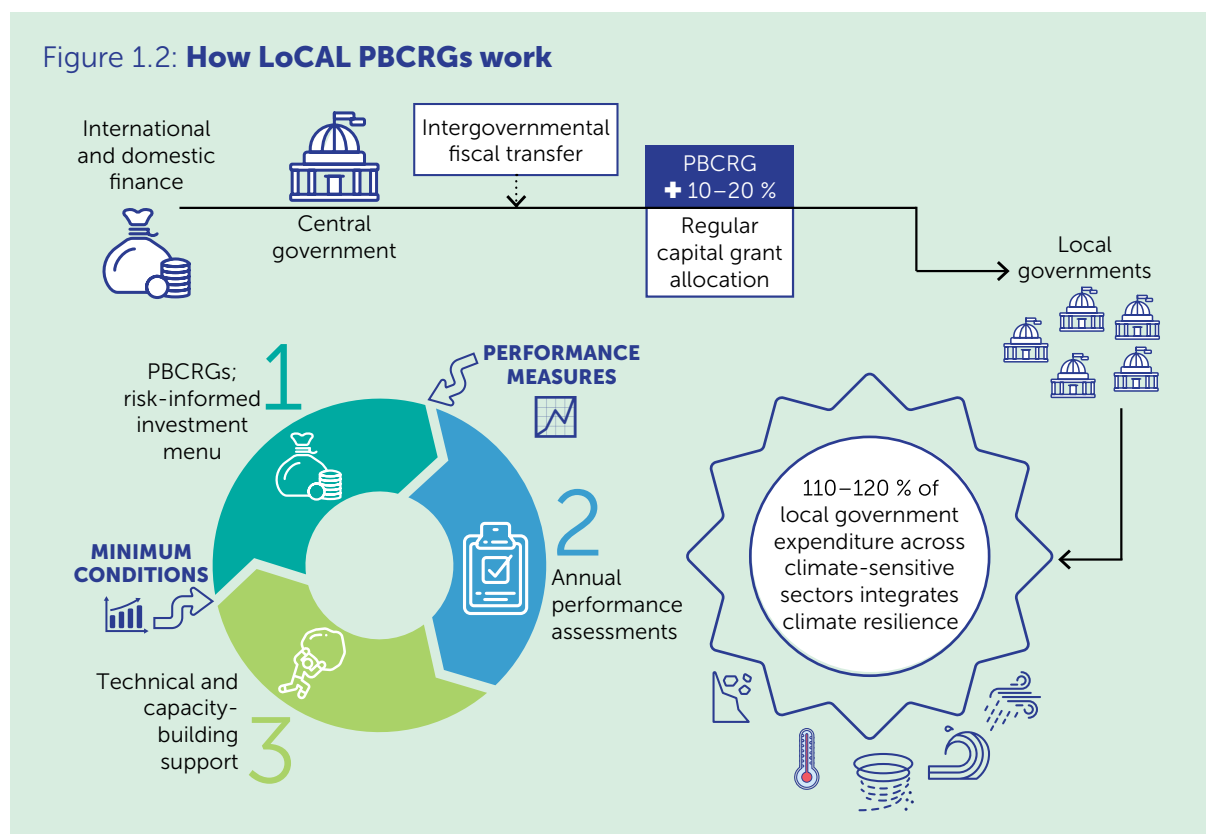 Figure 1.2: How LoCAL PBCRGs work
International
and domestic
finance
Central
government
Intergovernmental
fiscal transfer
PBCRG
+ 10–20 %
Regular
capital grant
allocation
Local
governments
1
PBCRGs;
risk-informed
investment
menu
PERFORMANCE
MEASURES
2
Annual
performance
assessments
MINIMUM
CONDITIONS
3
Technical and
capacity-
building
support
110–120 % of
local government
expenditure across
climate-sensitive
sectors integrates
climate resilience